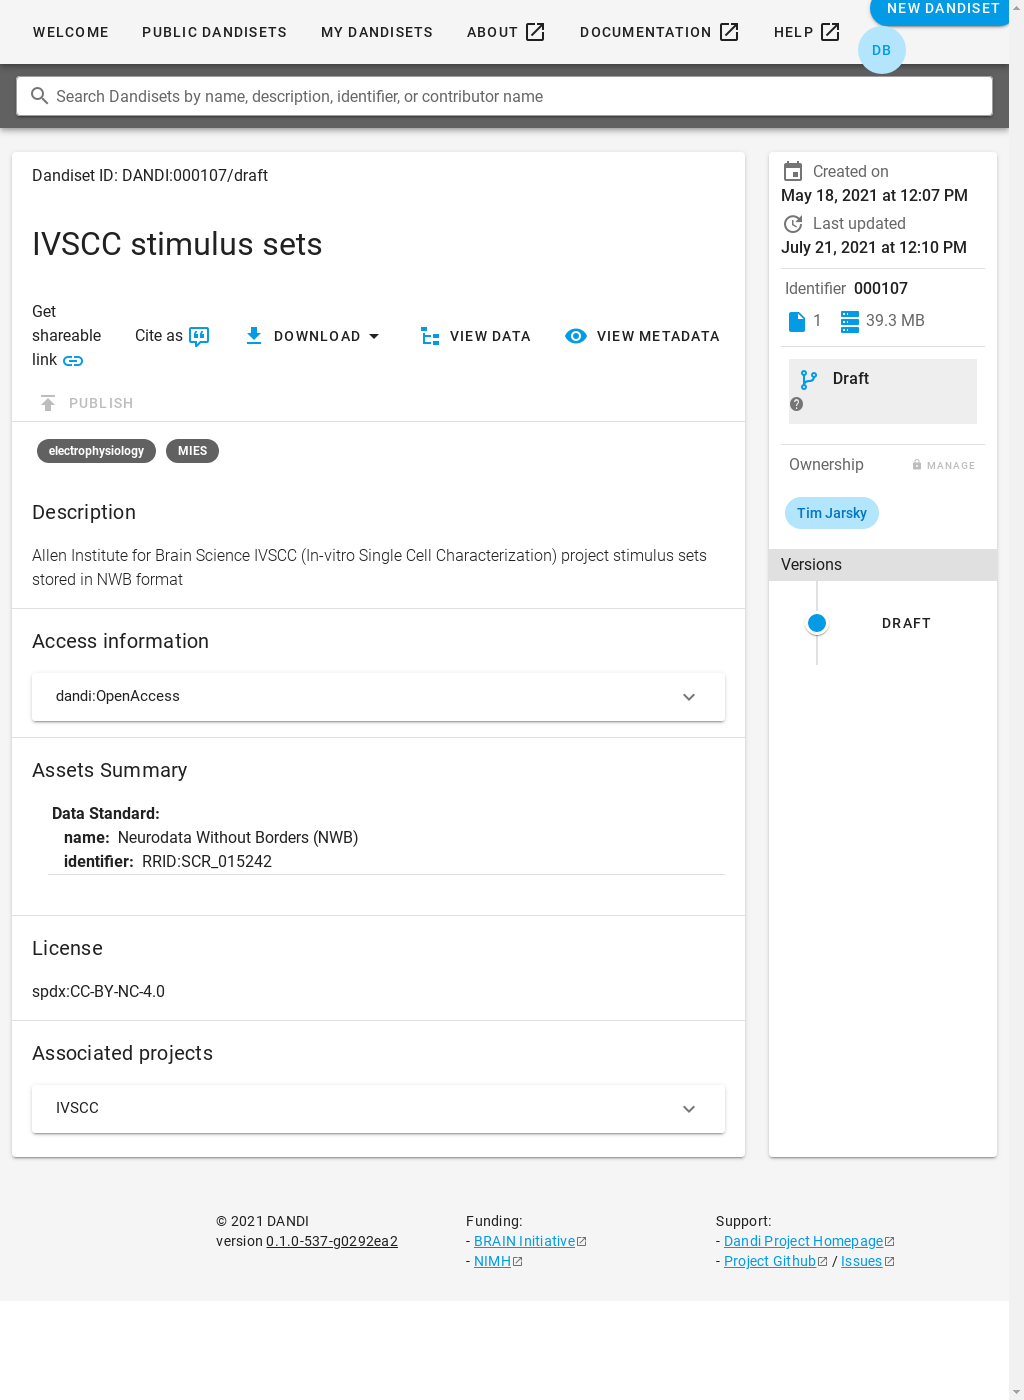 WELCOME
PUBLIC DANDISETS
MY DANDISETS
ABOUT
DOCUMENTATION
HELP
NEW DANDISET
DB
Search Dandisets by name, description, identifier, or contributor name
Dandiset ID: DANDI:000107/draft
IVSCC stimulus sets
Get
shareable
link
Cite as
DOWNLOAD
VIEW DATA
VIEW METADATA
PUBLISH
electrophysiology
MIES
Description
Allen Institute for Brain Science IVSCC (In-vitro Single Cell Characterization) project stimulus sets
stored in NWB format
Access information
dandi:OpenAccess
Assets Summary
Data Standard:
name: Neurodata Without Borders (NWB)
identifier: RRID:SCR_015242
License
spdx:CC-BY-NC-4.0
Associated projects
IVSCC
Created on
May 18, 2021 at 12:07 PM
Last updated
July 21, 2021 at 12:10 PM
Identifier 000107
1
39.3 MB
Draft
Ownership
MANAGE
Tim Jarsky
Versions
DRAFT
© 2021 DANDI
version 0.1.0-537-g0292ea2
Funding:
- BRAIN Initiative
- NIMH
Support:
- Dandi Project Homepage
- Project Github / Issues